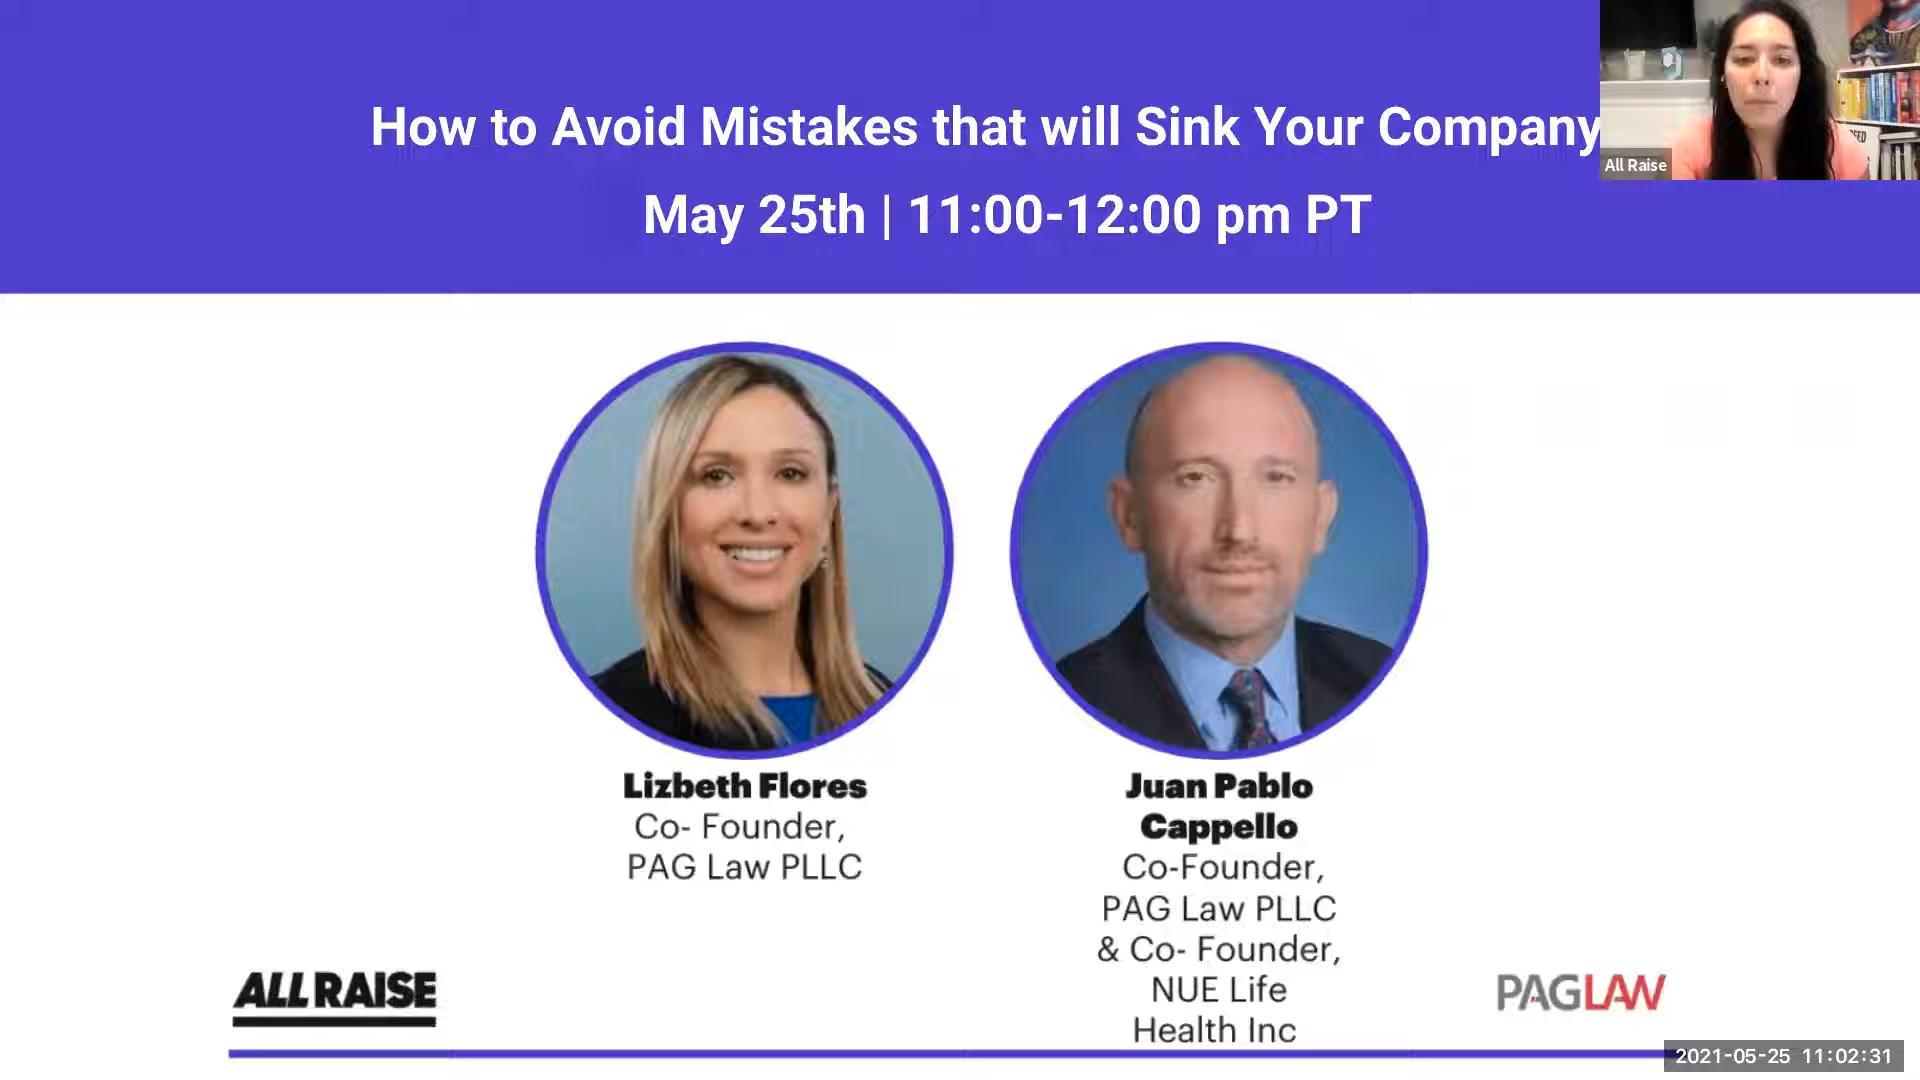 How to Avoid Mistakes that will Sink Your Company
May 25th | 11:00-12:00 pm PT
All Raise
Lizbeth Flores
Co- Founder,
PAG Law PLLC
Juan Pablo
Cappello
Co-Founder,
PAG Law PLLC
& Co- Founder,
NUE Life
Health Inc
ALL RAISE
PAGLAW
2021-05-25 11:02:31